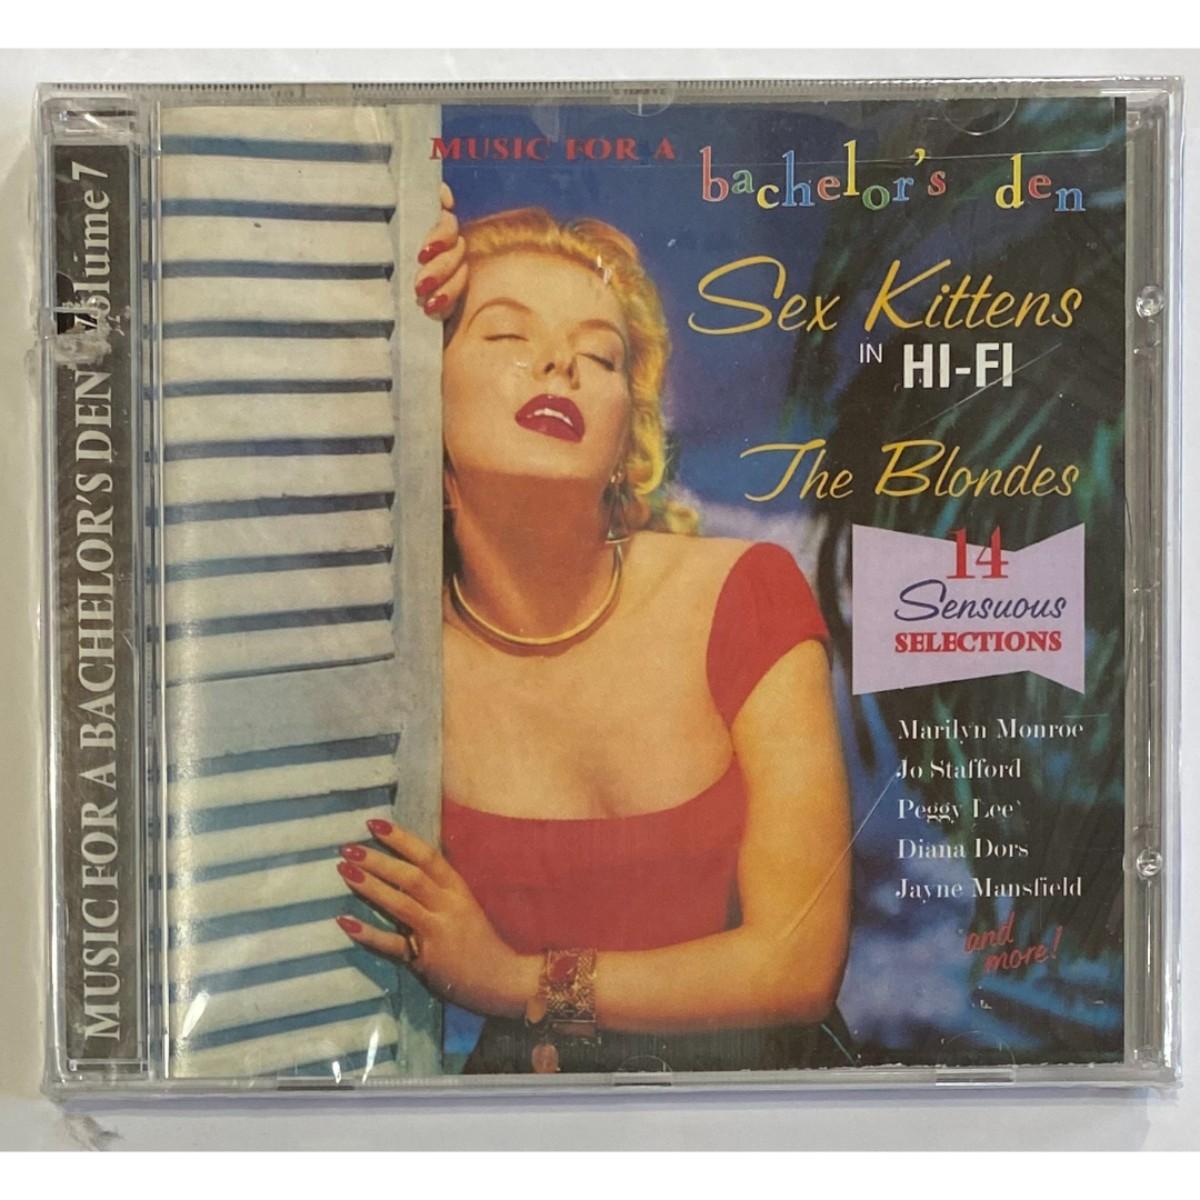 MUSIC FOR A BACHELOR'S DEN Volume 7
MUSIC FOR A
bachelor's den
Sex Kittens
IN HI-FI
The Blondes
14
Sensuous
SELECTIONS
Marilyn Monroe
Jo Stafford
Peggy Lee
Diana Dors
Jayne Mansfield
and
more!